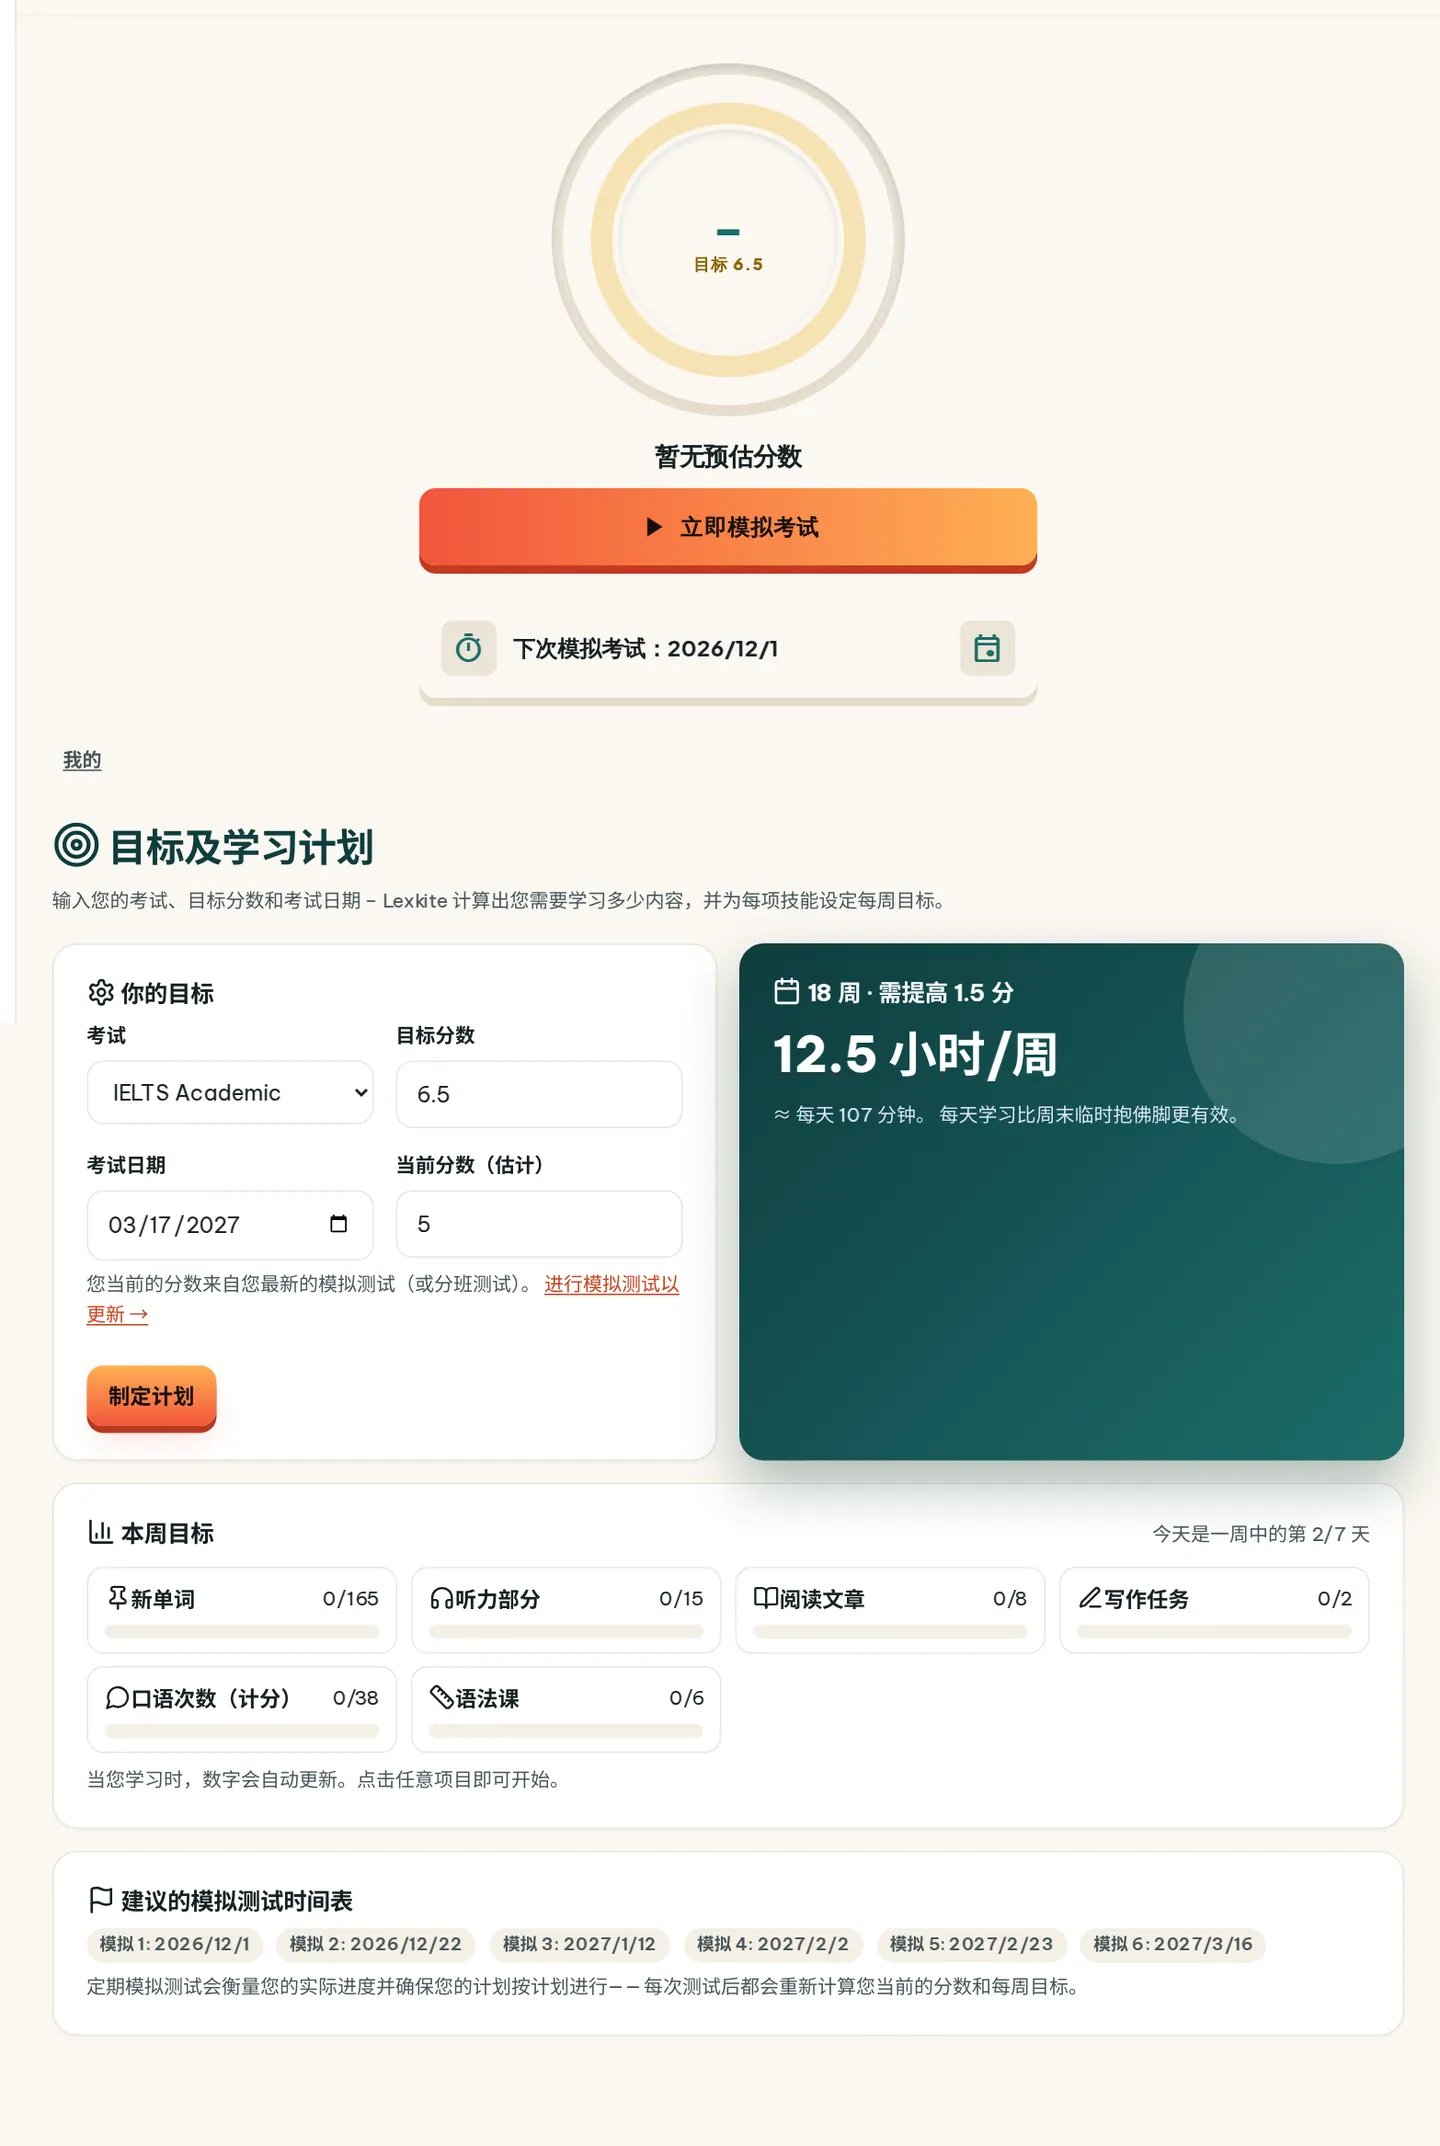 –
目标 6.5
暂无预估分数
立即模拟考试
下次模拟考试：2026/12/1
我的
目标及学习计划
输入您的考试、目标分数和考试日期 – Lexkite 计算出您需要学习多少内容，并为每项技能设定每周目标。
你的目标
考试
目标分数
IELTS Academic
6.5
考试日期
当前分数（估计）
03/17/2027
5
您当前的分数来自您最新的模拟测试（或分班测试）。 进行模拟测试以
更新 →
制定计划
18 周 · 需提高 1.5 分
12.5 小时/周
≈ 每天 107 分钟。 每天学习比周末临时抱佛脚更有效。
本周目标
今天是一周中的第 2/7 天
新单词 0/165
听力部分 0/15
阅读文章 0/8
写作任务 0/2
口语次数（计分） 0/38
语法课 0/6
当您学习时，数字会自动更新。点击任意项目即可开始。
建议的模拟测试时间表
模拟 1: 2026/12/1
模拟 2: 2026/12/22
模拟 3: 2027/1/12
模拟 4: 2027/2/2
模拟 5: 2027/2/23
模拟 6: 2027/3/16
定期模拟测试会衡量您的实际进度并确保您的计划按计划进行——每次测试后都会重新计算您当前的分数和每周目标。